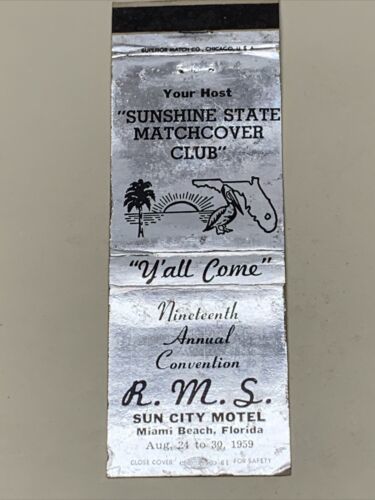 SUPERIOR MATCH CO., CHICAGO, U. S. A.
Your Host
"SUNSHINE STATE
MATCHCOVER
CLUB"
"Y'all Come"
Nineteenth
Annual
Convention
R. M. S.
SUN CITY MOTEL
Miami Beach, Florida
Aug. 24 to 30, 1959
CLOSE COVER FOR SAFETY